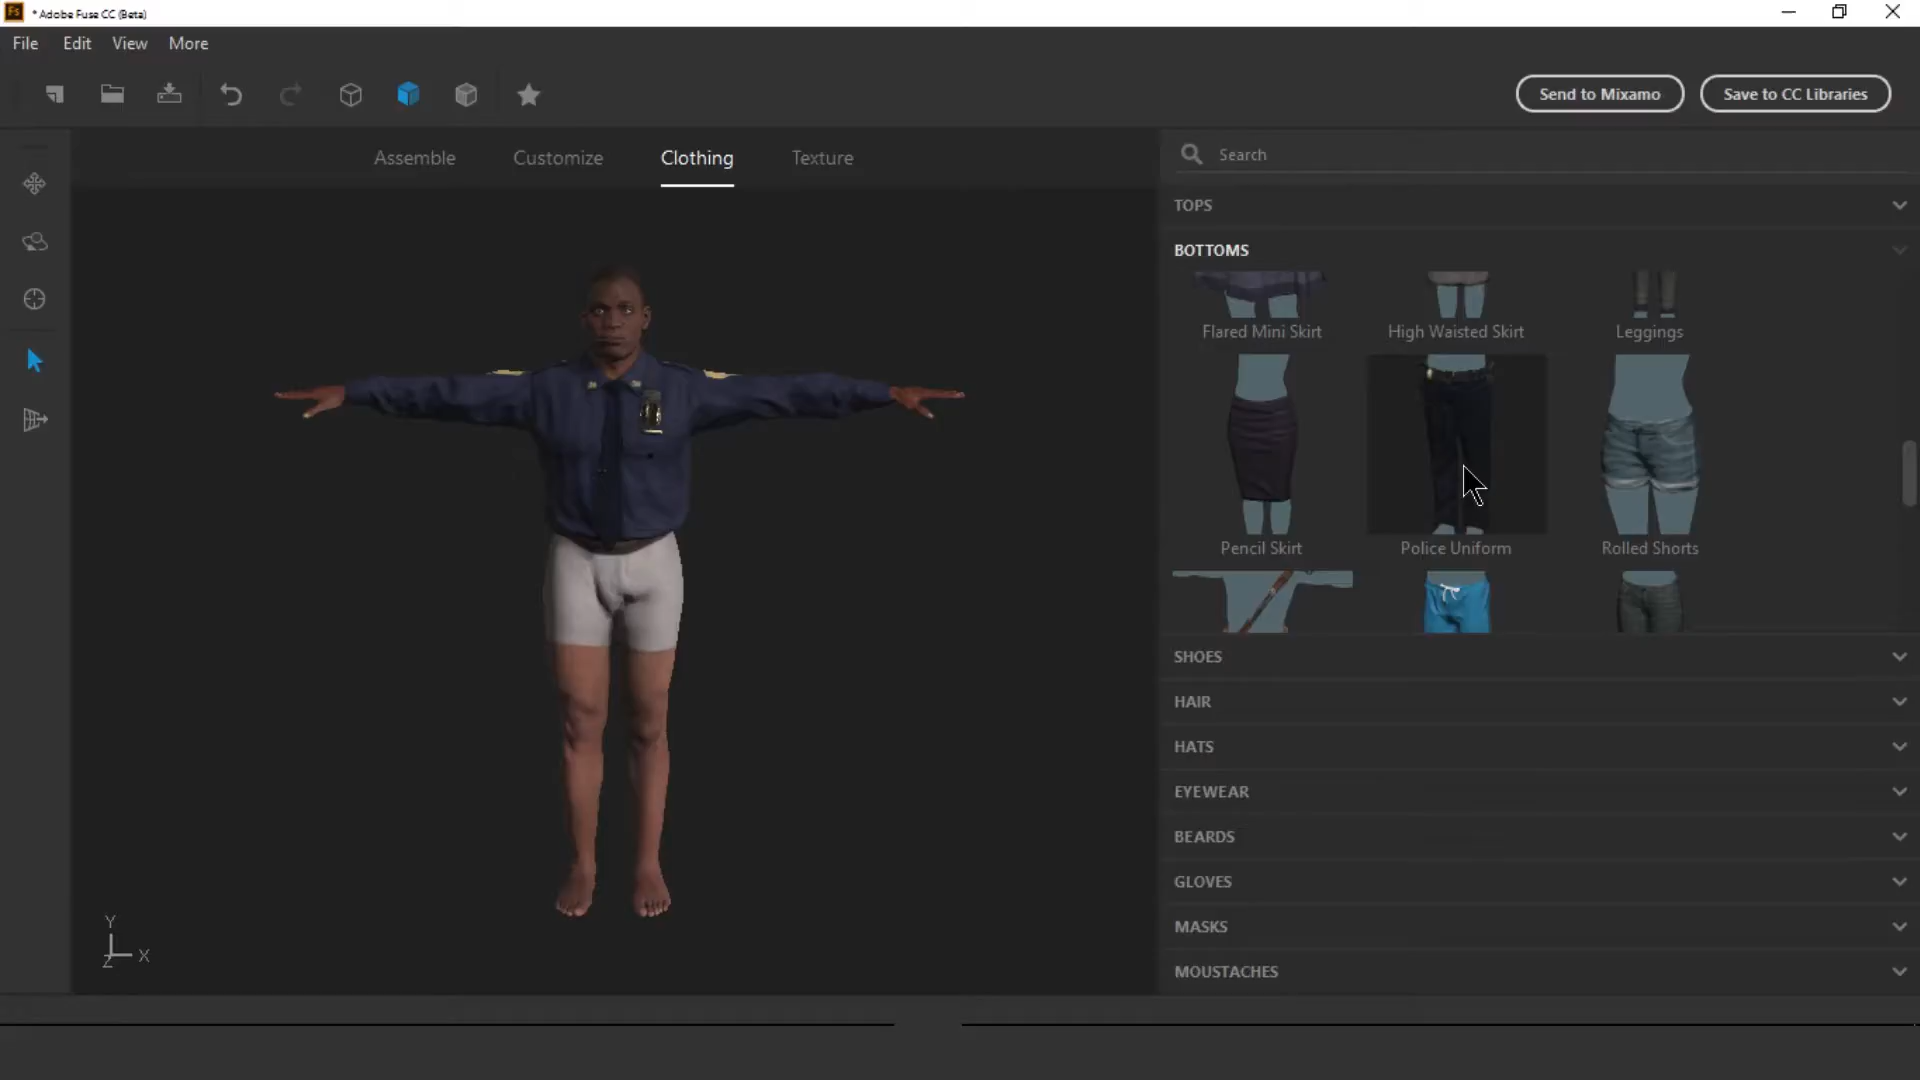 Fs * Adobe Fuse CC (Beta)
File Edit View More
Send to Mixamo Save to CC Libraries
Assemble Customize Clothing Texture
Search
TOPS
BOTTOMS
Flared Mini Skirt High Waisted Skirt Leggings
Pencil Skirt Police Uniform Rolled Shorts
SHOES
HAIR
HATS
EYEWEAR
BEARDS
GLOVES
MASKS
MOUSTACHES
Y
Z X